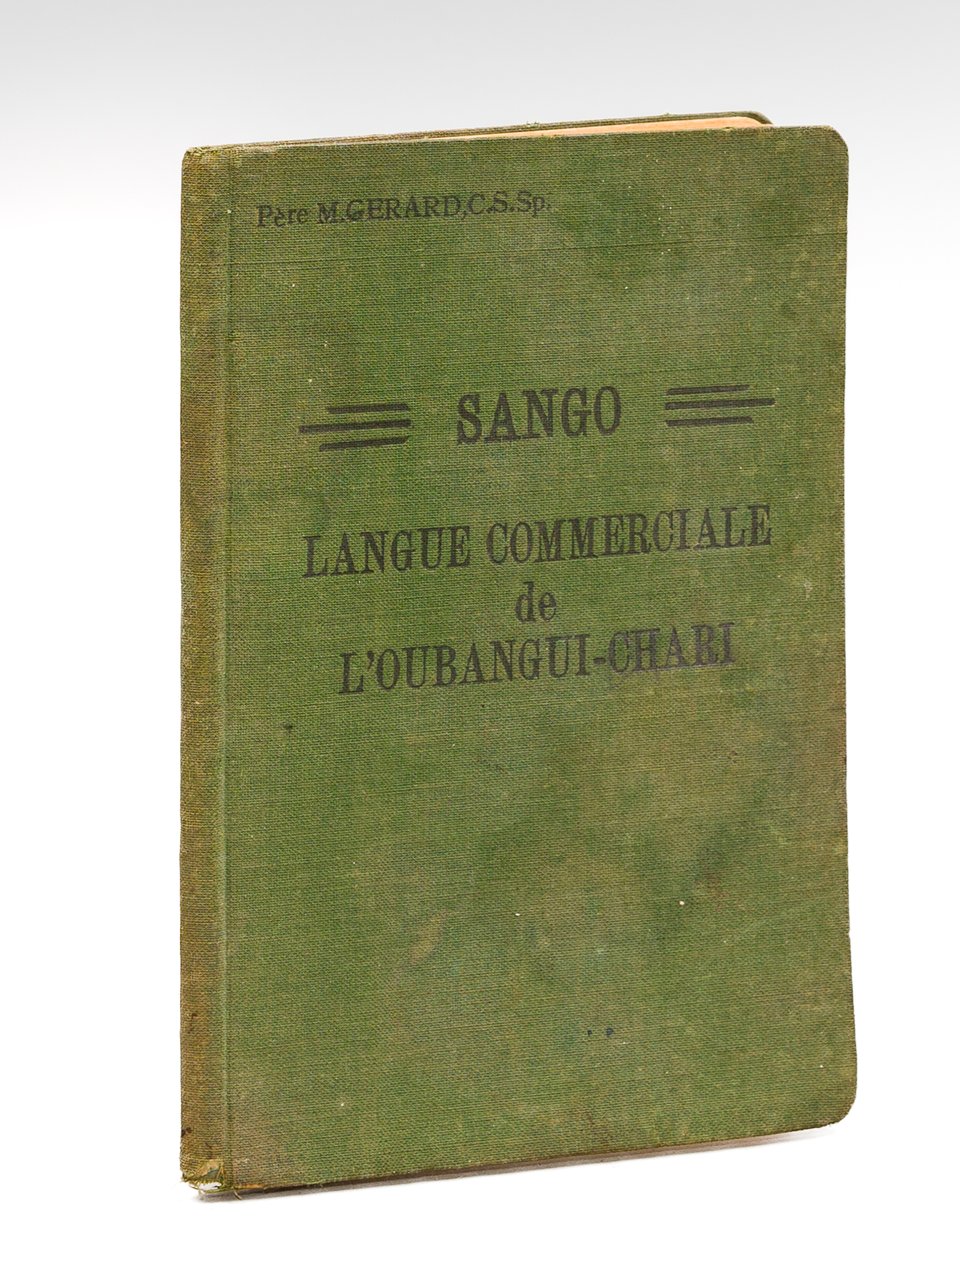 Père M.GERARD,C.S.Sp.
SANGO
LANGUE COMMERCIALE
de
L'OUBANGUI-CHARI